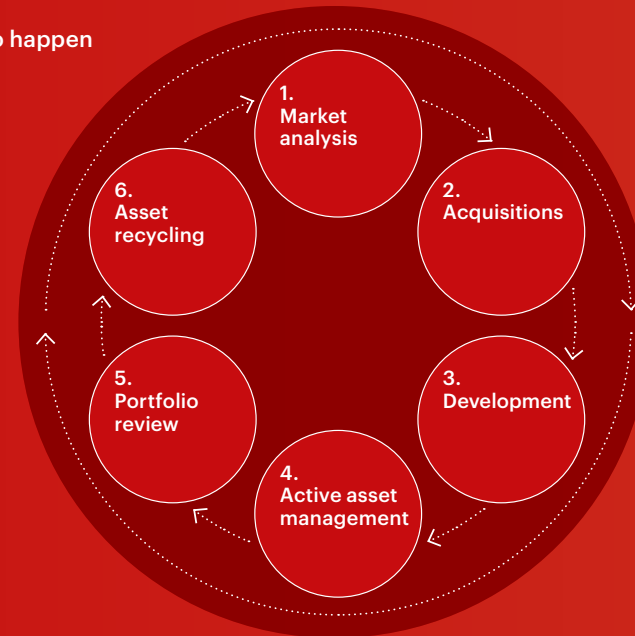 happen
1.
Market
analysis
2.
Acquisitions
3.
Development
4.
Active asset
management
5.
Portfolio
review
6.
Asset
recycling